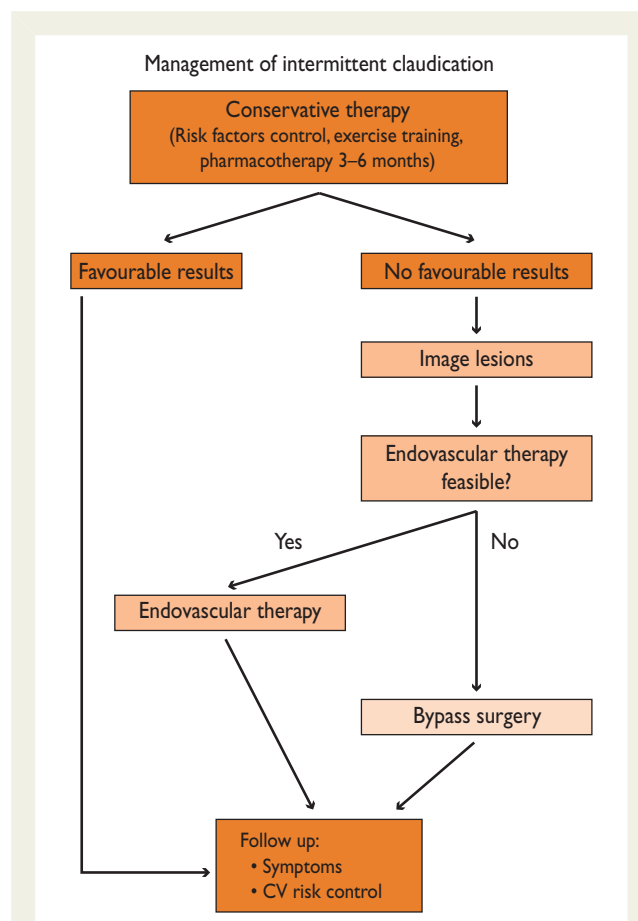 Management of intermittent claudication
Conservative therapy
(Risk factors control, exercise training,
pharmacotherapy 3–6 months)
Favourable results
No favourable results
Image lesions
Endovascular therapy
feasible?
Yes
No
Endovascular therapy
Bypass surgery
Follow up:
• Symptoms
• CV risk control